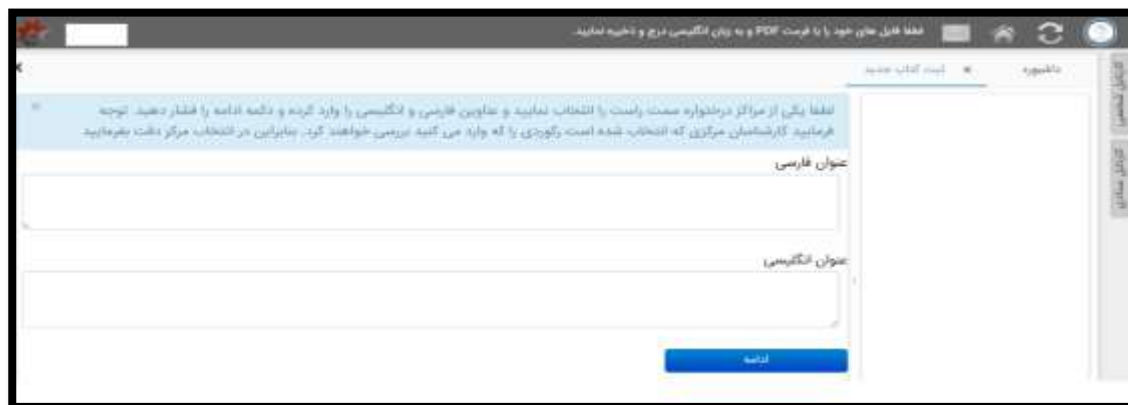 لطفا فایل های خود را با فرمت PDF و به زبان انگلیسی درج و ذخیره نمایید.
داشبورد
ثبت کتاب جدید ×
لطفا یکی از مراکز درختواره سمت راست را انتخاب نمایید و عناوین فارسی و انگلیسی را وارد کرده و دکمه ادامه را فشار دهید. توجه
فرمایید کارشناسان مرکزی که انتخاب شده است رکوردی را که وارد می کنید بررسی خواهند کرد. بنابراین در انتخاب مرکز دقت بفرمایید
عنوان فارسی
عنوان انگلیسی
ادامه
کارتابل شخصی